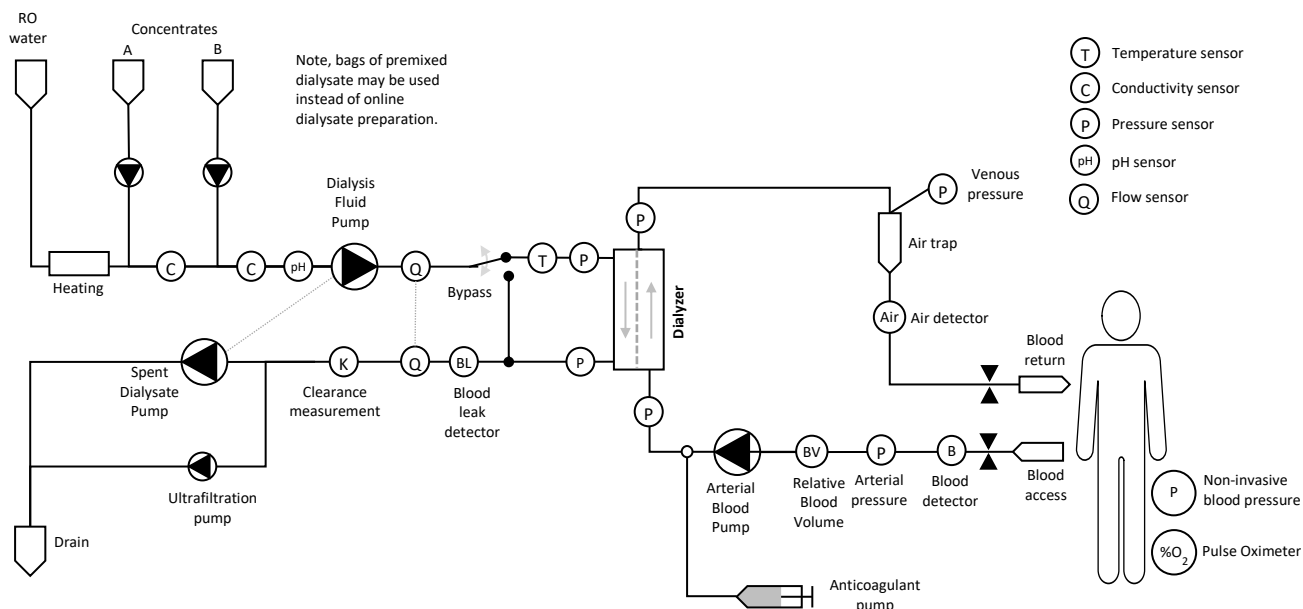 RO
water
Concentrates
A
B
Note, bags of premixed
dialysate may be used
instead of online
dialysate preparation.
T
Temperature sensor
C
Conductivity sensor
P
Pressure sensor
pH
pH sensor
Q
Flow sensor
Dialysis
Fluid
Pump
Venous
pressure
P
P
Air trap
C
C
pH
Q
T
P
Heating
Bypass
Dialyzer
Air
Air detector
Blood
return
Spent
Dialysate
Pump
K
Q
BL
P
Clearance
measurement
Blood
leak
detector
P
BV
P
B
Arterial
Blood
Pump
Relative
Blood
Volume
Arterial
pressure
Blood
detector
Blood
access
Ultrafiltration
pump
P
Non-invasive
blood pressure
Drain
%O2
Pulse Oximeter
Anticoagulant
pump